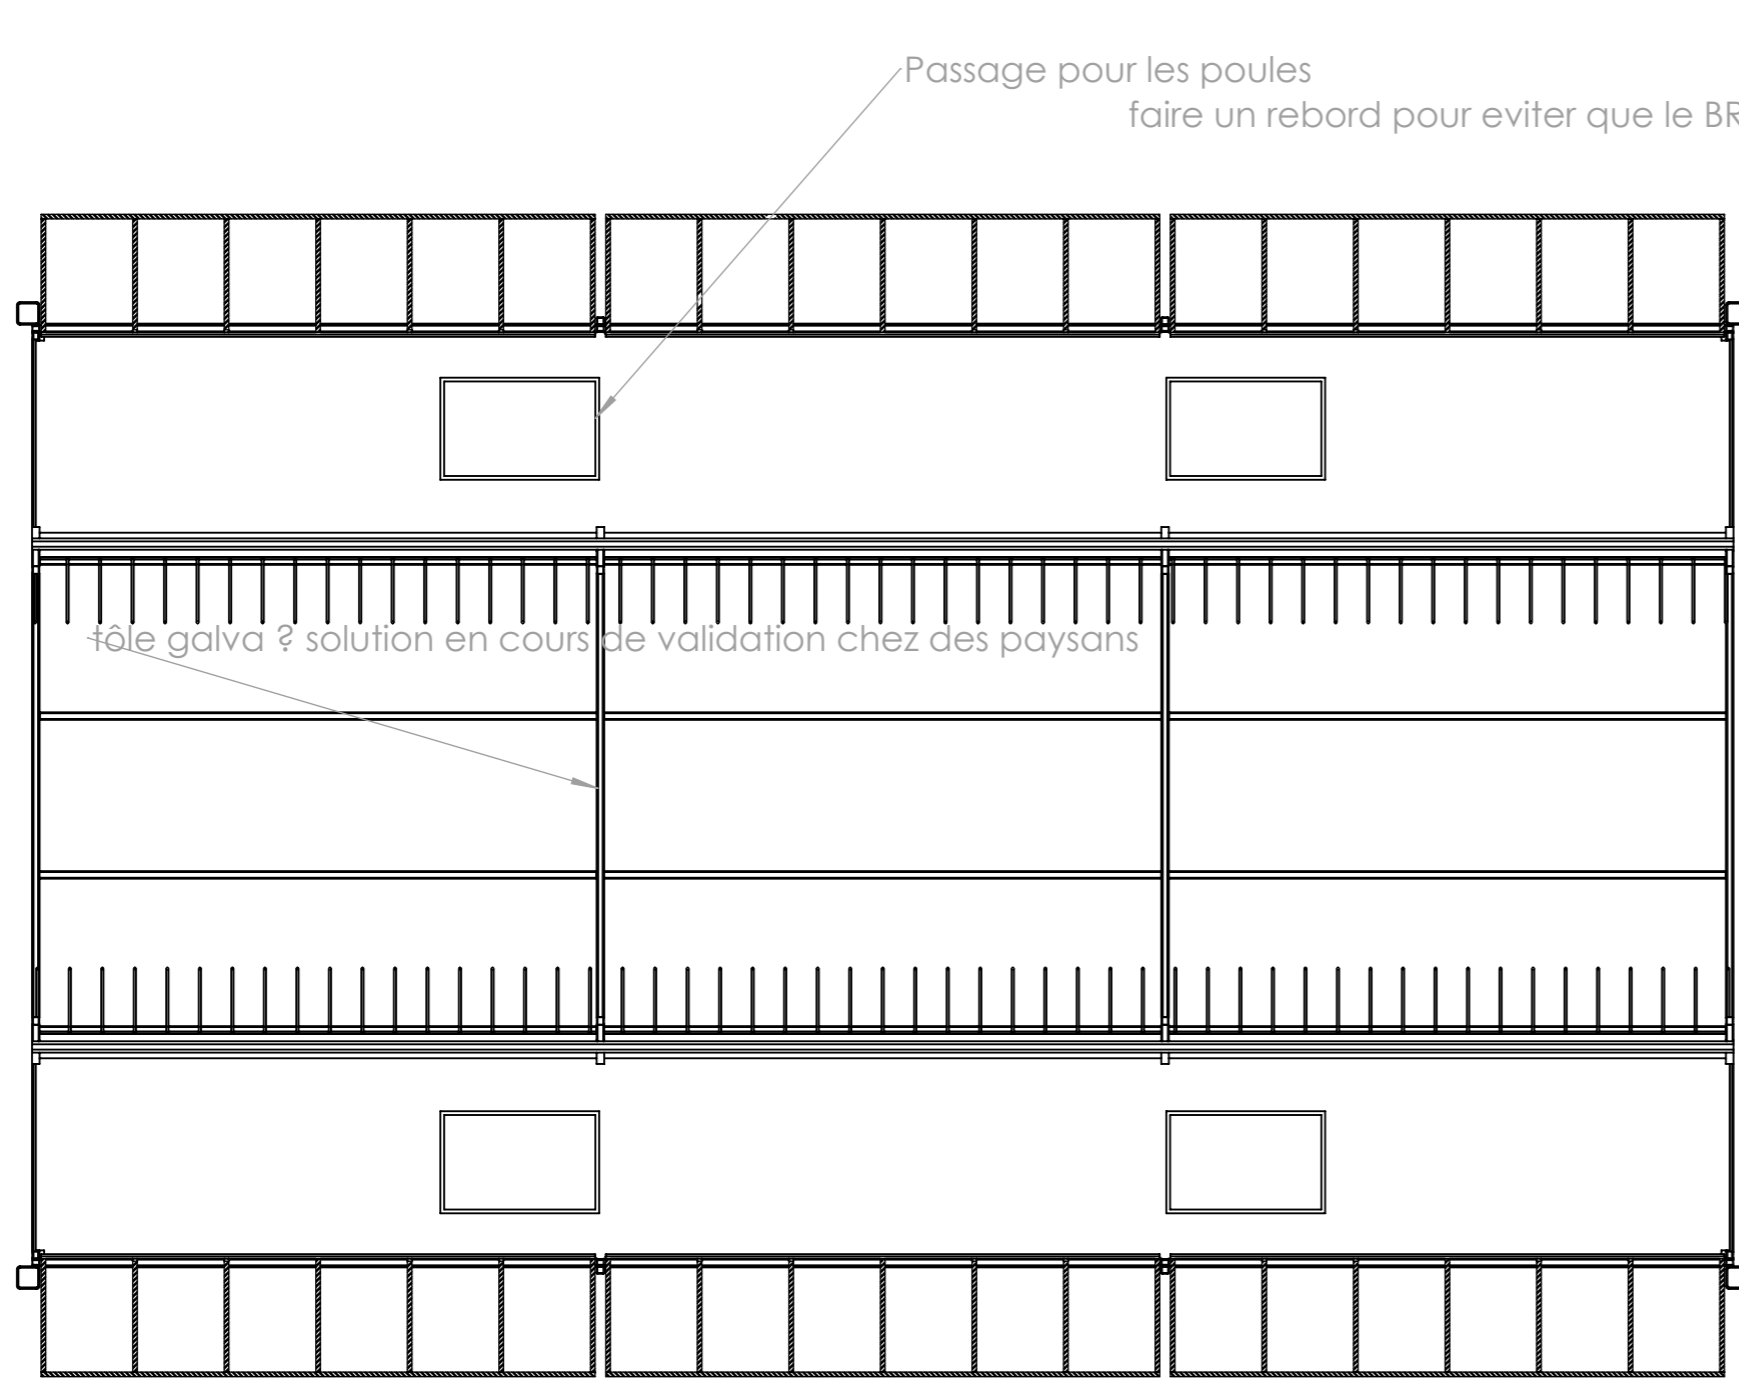 Passage pour les poules
faire un rebord pour eviter que le BR
tôle galva ? solution en cours de validation chez des paysans